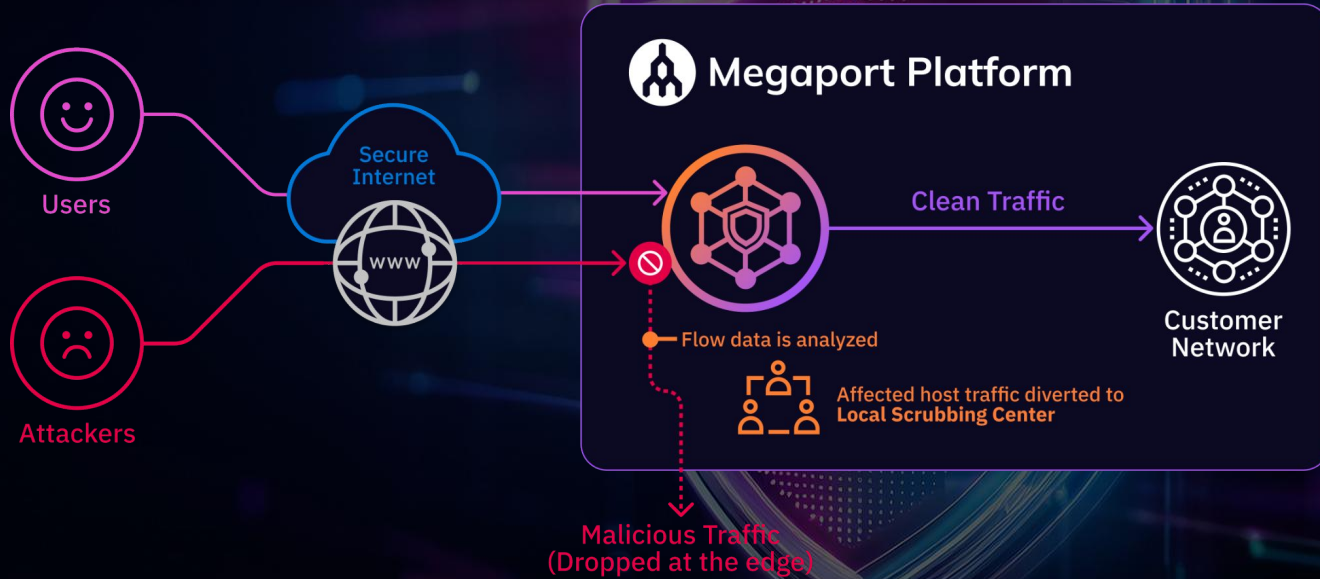 Megaport Platform
Users
Secure
Internet
www
Clean Traffic
Customer
Network
Flow data is analyzed
Affected host traffic diverted to
Local Scrubbing Center
Attackers
Malicious Traffic
(Dropped at the edge)